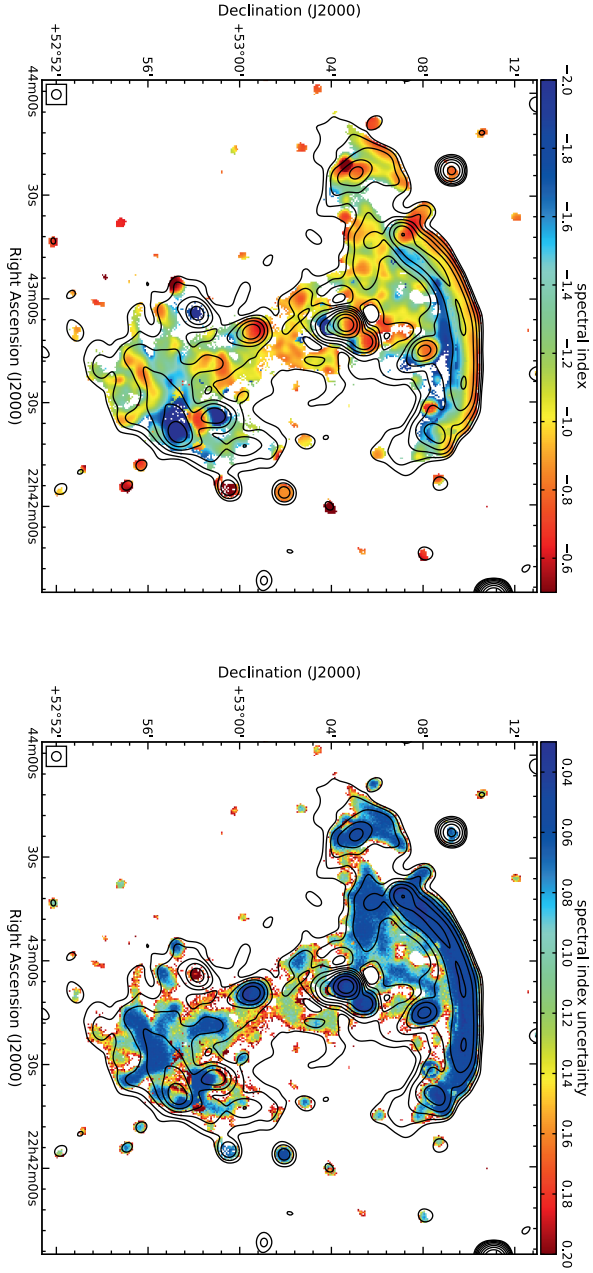 spectral index
−2.0 −1.8 −1.6 −1.4 −1.2 −1.0 −0.8 −0.6
Declination (J2000)
12'
08'
04'
+53°00'
56'
+52°52'
44m00s 30s 43m00s 30s 22h42m00s
Right Ascension (J2000)
spectral index uncertainty
0.04 0.06 0.08 0.10 0.12 0.14 0.16 0.18 0.20
Declination (J2000)
12'
08'
04'
+53°00'
56'
+52°52'
44m00s 30s 43m00s 30s 22h42m00s
Right Ascension (J2000)